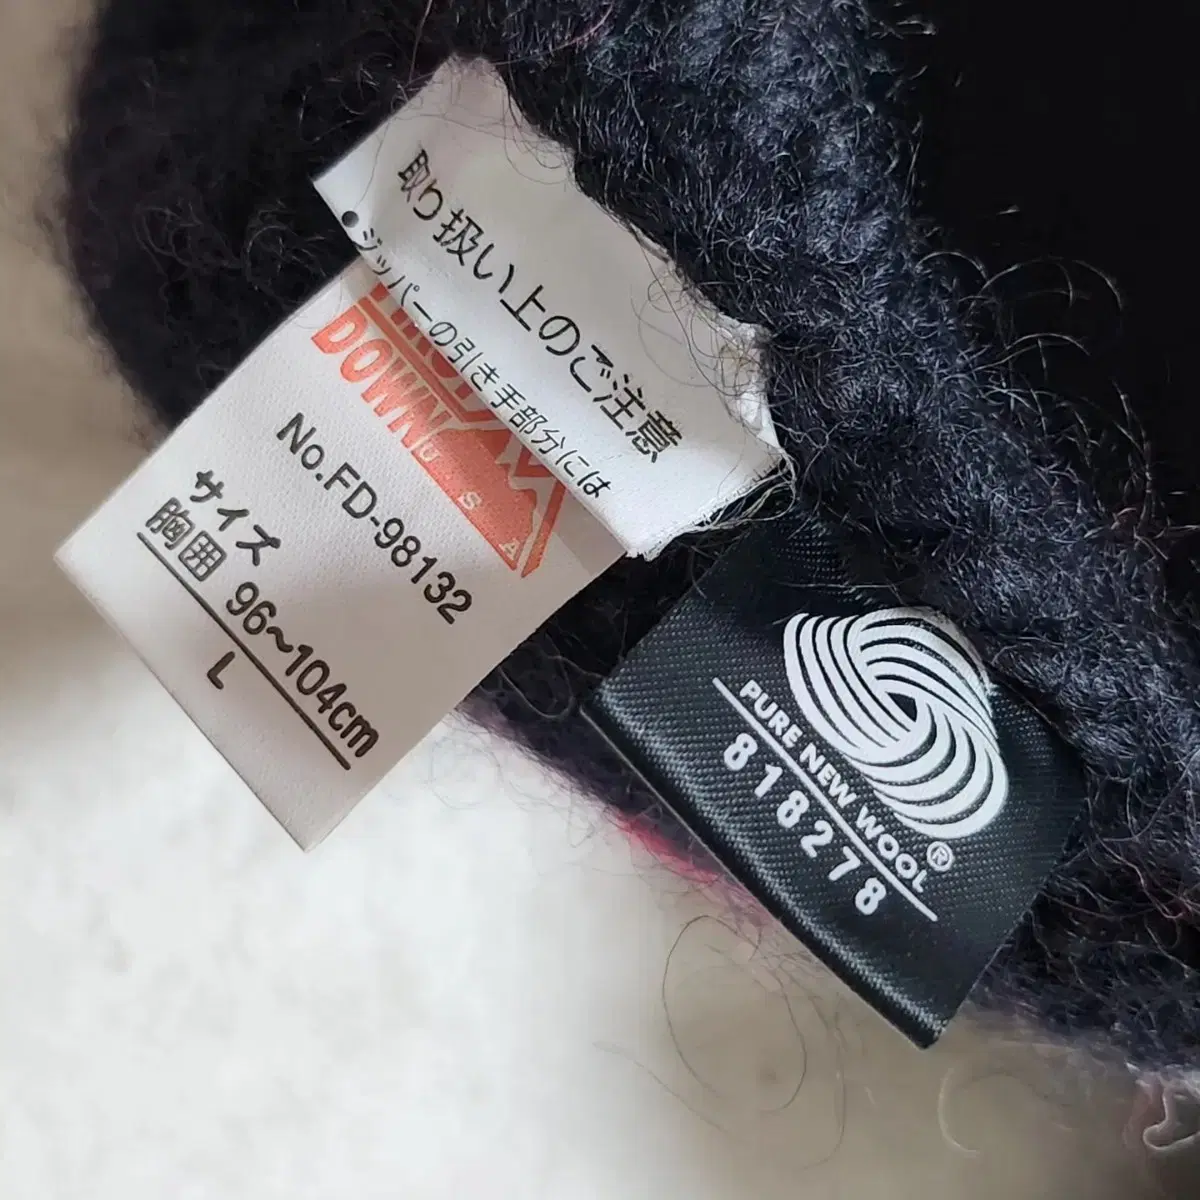 取り扱い上のご注意
●ジッパーの引き手部分には
DOWN
U S A
No.FD-98132
サイズ
胸囲 96～104cm
L
PURE NEW WOOL®
818278